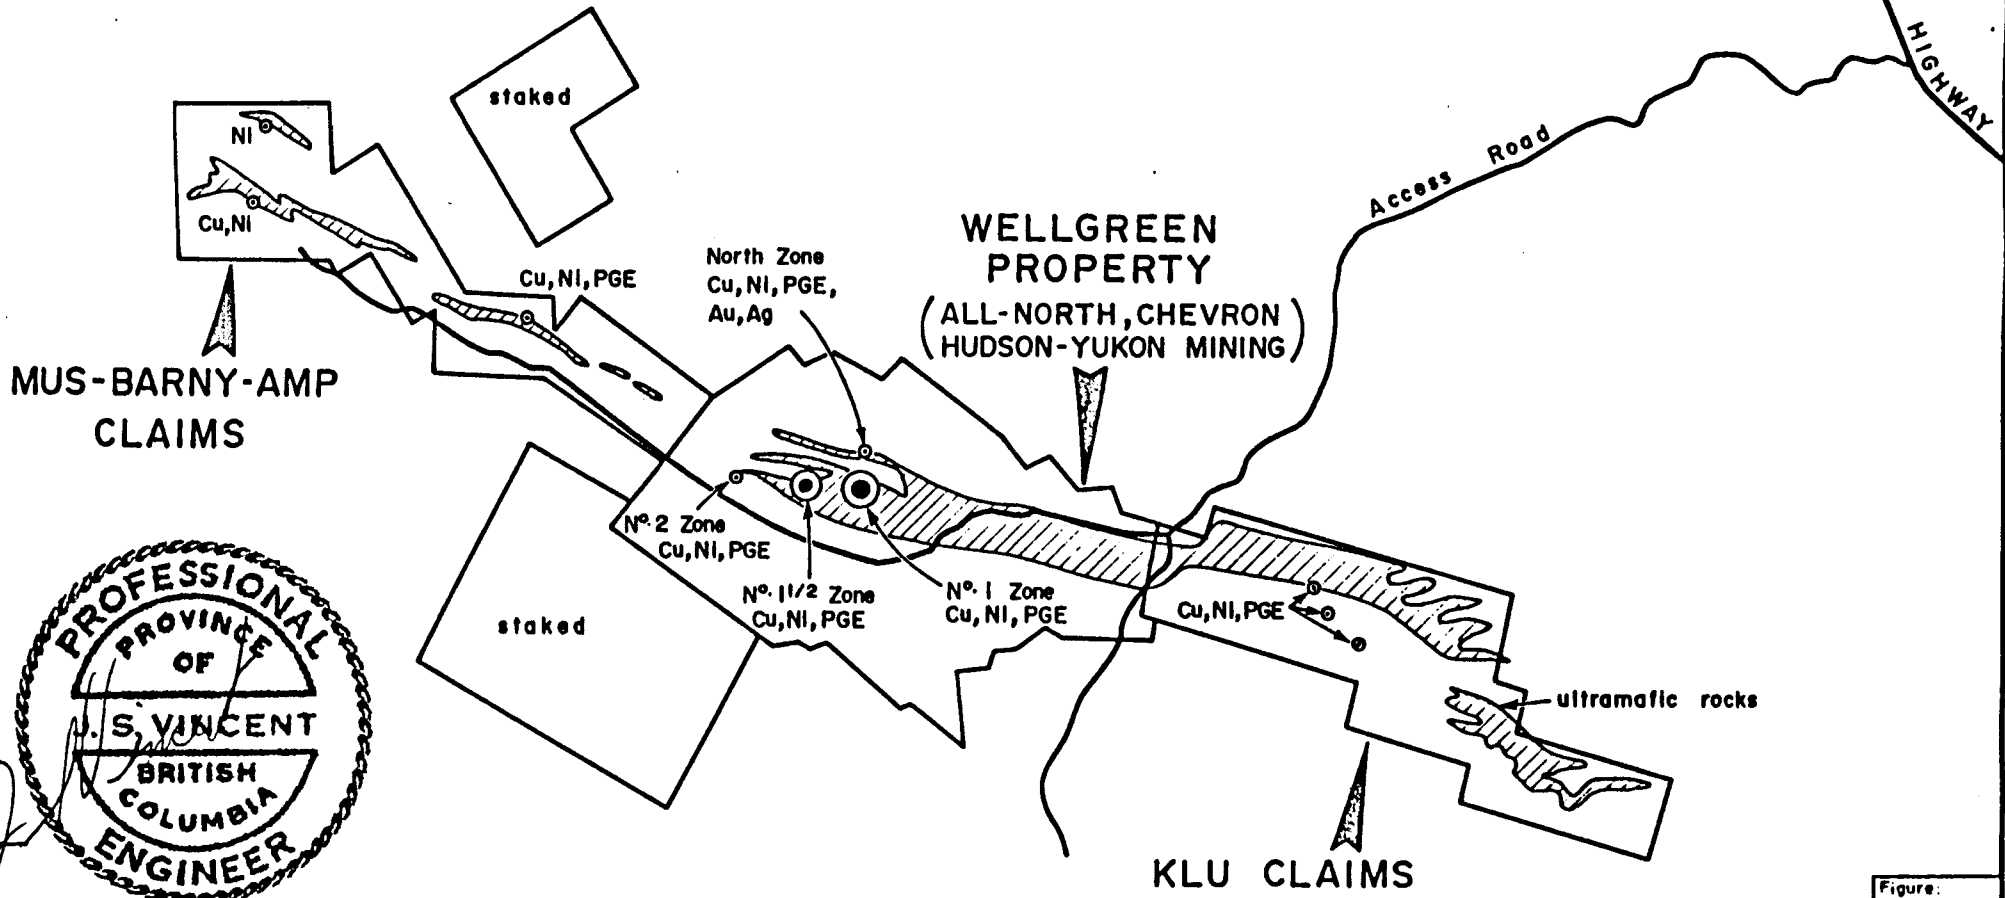 HIGHWAY
Access Road
staked
NI
Cu,NI
Cu,NI,PGE
North Zone
Cu,NI,PGE,
Au,Ag
WELLGREEN
PROPERTY
(ALL-NORTH,CHEVRON
HUDSON-YUKON MINING)
MUS-BARNY-AMP
CLAIMS
Nº.2 Zone
Cu,NI,PGE
Nº.1 1/2 Zone
Cu,NI,PGE
Nº.1 Zone
Cu,NI,PGE
Cu,NI,PGE
staked
ultramafic rocks
KLU CLAIMS
PROFESSIONAL
PROVINCE
OF
J. S. VINCENT
BRITISH
COLUMBIA
ENGINEER
Figure: